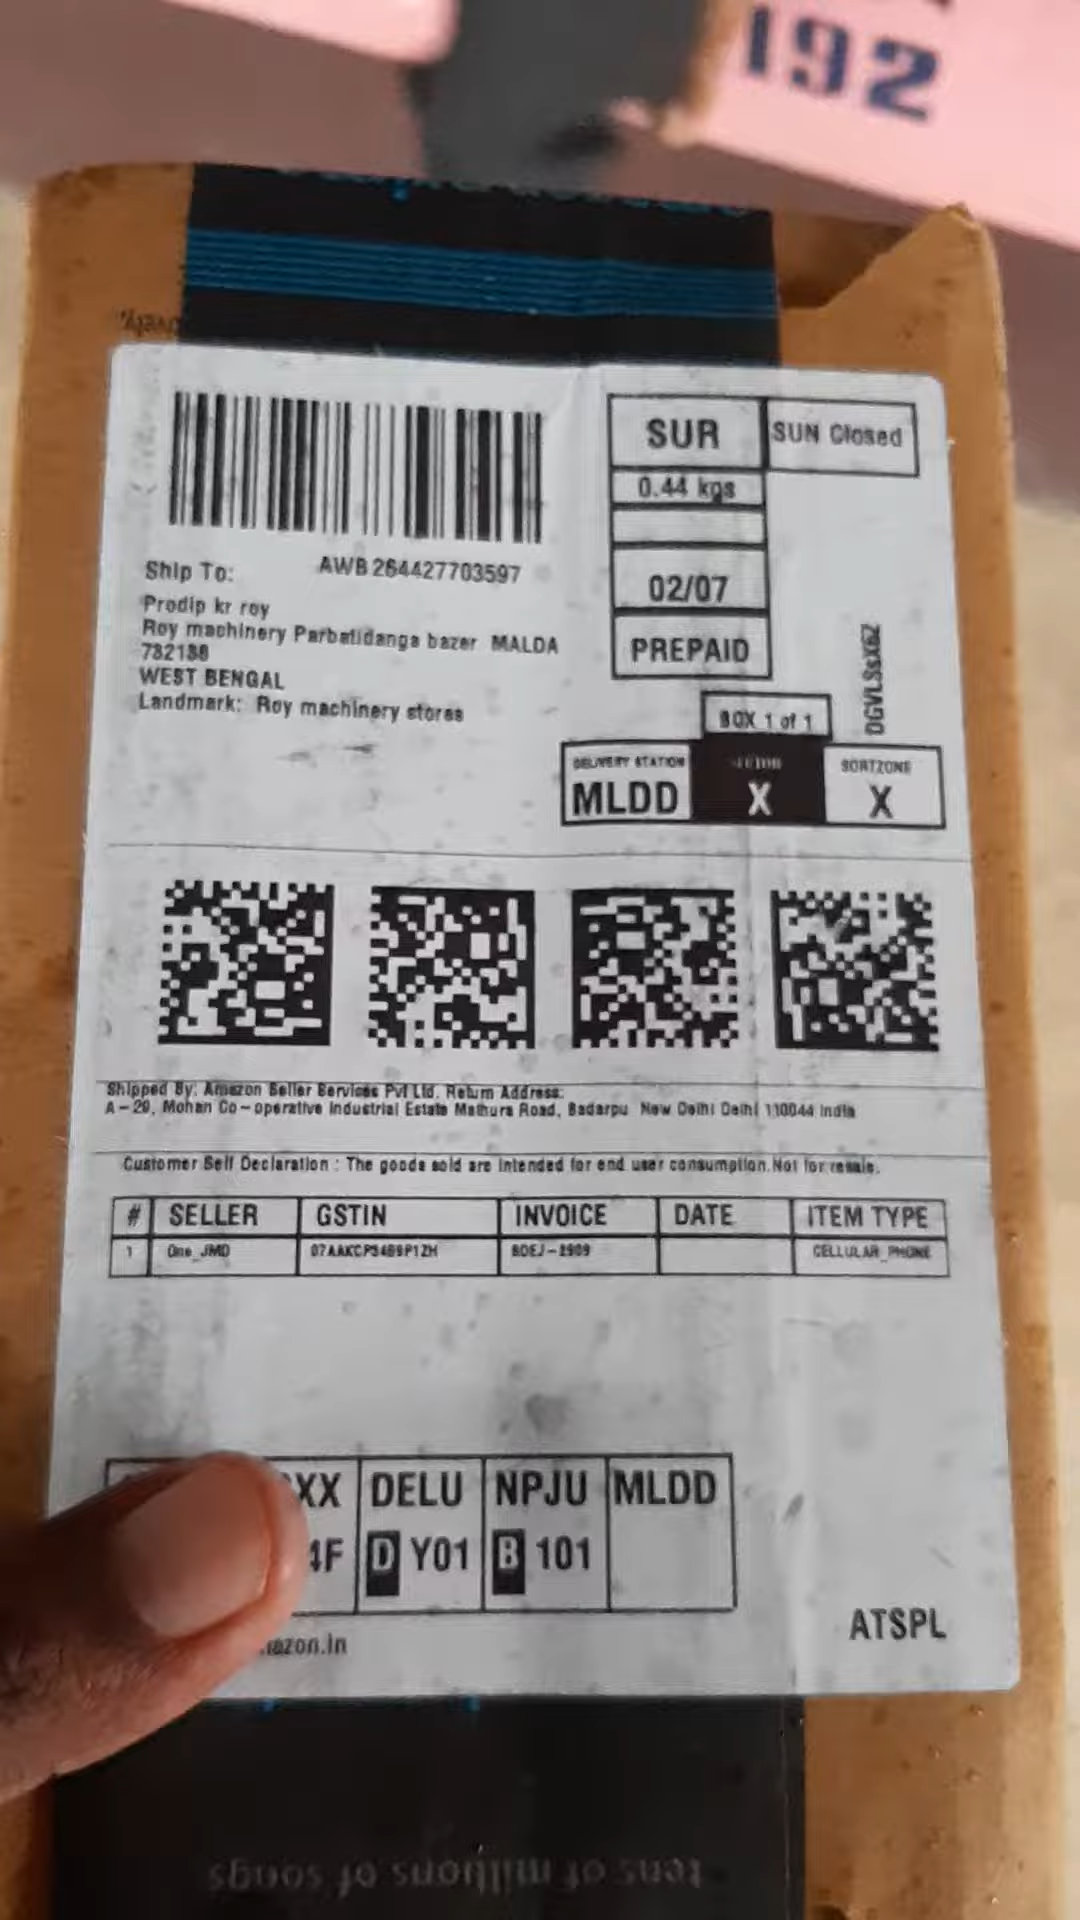 192
SUR
SUN Closed
0.44 kgs
02/07
PREPAID
AWB 264427703597
Ship To:
Prodip kr roy
Roy machinery Parbatidanga bazer MALDA
WEST BENGAL
Landmark: Roy machinery stores
BOX 1 of 1
DELIVERY STATION
MLDD
X
SORTZONE
X
Shipped By: Amazon Seller Services Pvt Ltd. Return Address:
A-29, Mohan Co-operative Industrial Estate Mathura Road, Badarpu New Delhi Delhi 110044 India
Customer Self Declaration : The goods sold are intended for end user consumption.Not for resale.
# SELLER GSTIN INVOICE DATE ITEM TYPE
1 One_JMD CELLULAR_PHONE
XX DELU NPJU MLDD
4F D Y01 B 101
azon.in
ATSPL
tens of millions of songs